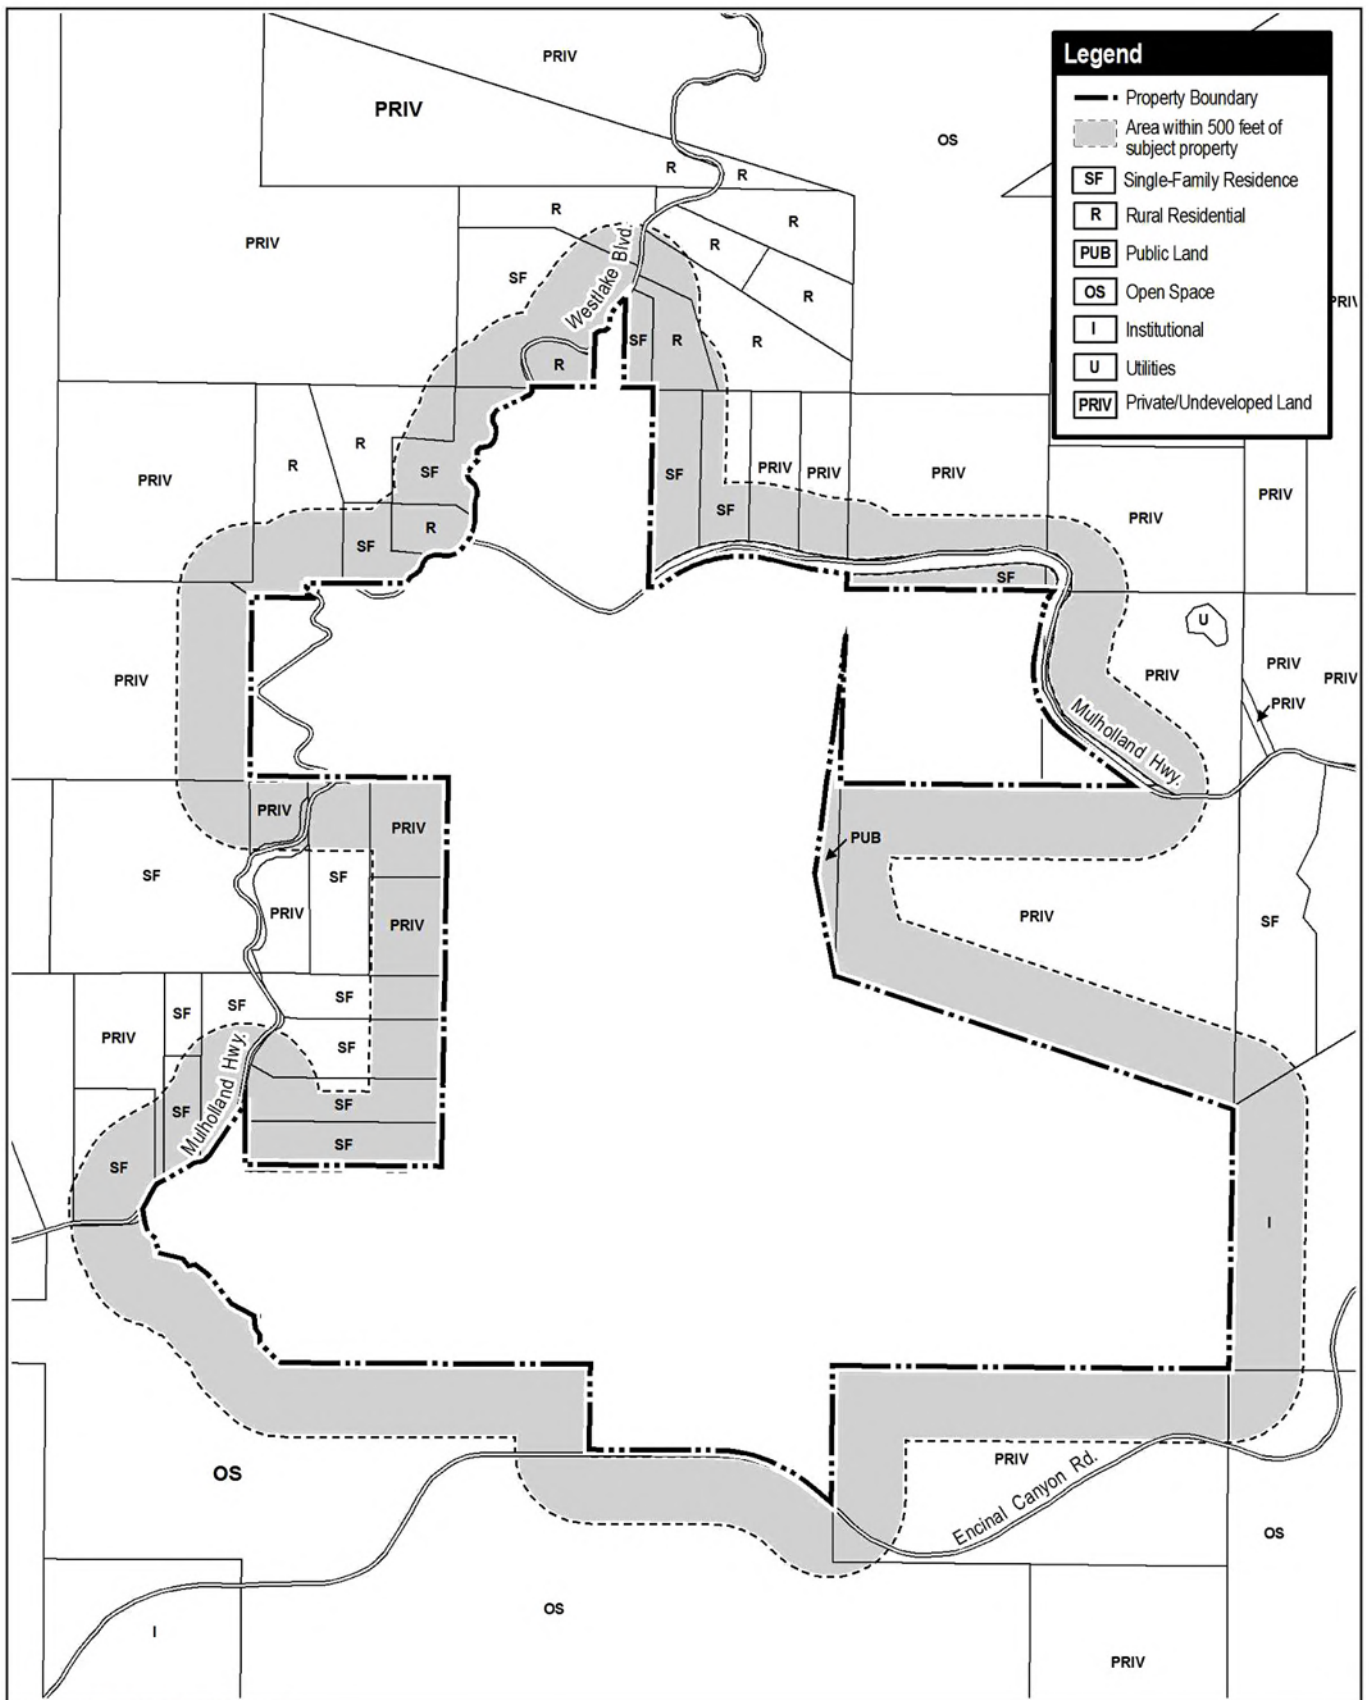 PRIV
PRIV
OS
R
R
R
R
PRIV
R
SF
Westlake Blvd.
R
PRIV
SF
R
R
R
R
R
SF
PRIV
PRIV
PRIV
PRIV
SF
PRIV
R
SF
PRIV
R
SF
SF
U
PRIV
PRIV
PRIV
PRIV
PRIV
Mulholland Hwy.
PRIV
PRIV
PUB
SF
SF
PRIV
PRIV
PRIV
SF
SF
SF
SF
PRIV
SF
Mulholland Hwy.
SF
SF
SF
SF
I
PRIV
Encinal Canyon Rd.
OS
OS
OS
I
PRIV
Legend
Property Boundary
Area within 500 feet of
subject property
SF Single-Family Residence
R Rural Residential
PUB Public Land
OS Open Space
I Institutional
U Utilities
PRIV Private/Undeveloped Land